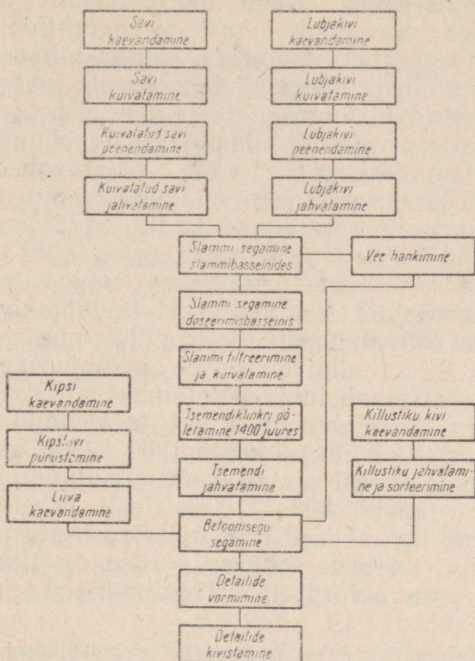 Savi
kaevandamine
Lubjakivi
kaevandamine
Savi
kuivatamine
Lubjakivi
kuivatamine
Kuivatatud savi
peenendamine
Lubjakivi
peenendamine
Kuivatatud savi
jahvatamine
Lubjakivi
jahvatamine
Slammi segamine
slammibasseinides
Vee hankimine
Slammi segamine
doseerimisbasseinis
Slammi filtreerimine
ja kuivatamine
Kipsi
kaevandamine
Tsemendiklinkri põ-
letamine 1400° juures
Killustiku kivi
kaevandamine
Kipskivi
purustamine
Tsemendi
jahvatamine
Killustiku jahvatami-
ne ja sorteerimine
Liiva
kaevandamine
Betoonisegu
segamine
Detailide
vormimine
Detailide
kivistamine